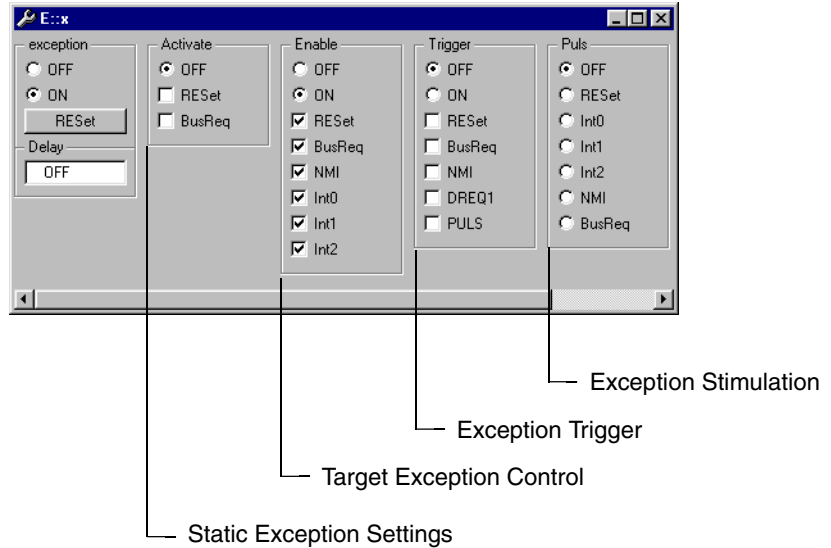 E::x
exception
OFF
ON
RESet
Delay
OFF
Activate
OFF
RESet
BusReq
Enable
OFF
ON
RESet
BusReq
NMI
Int0
Int1
Int2
Trigger
OFF
ON
RESet
BusReq
NMI
DREQ1
PULS
Puls
OFF
RESet
Int0
Int1
Int2
NMI
BusReq
Exception Stimulation
Exception Trigger
Target Exception Control
Static Exception Settings